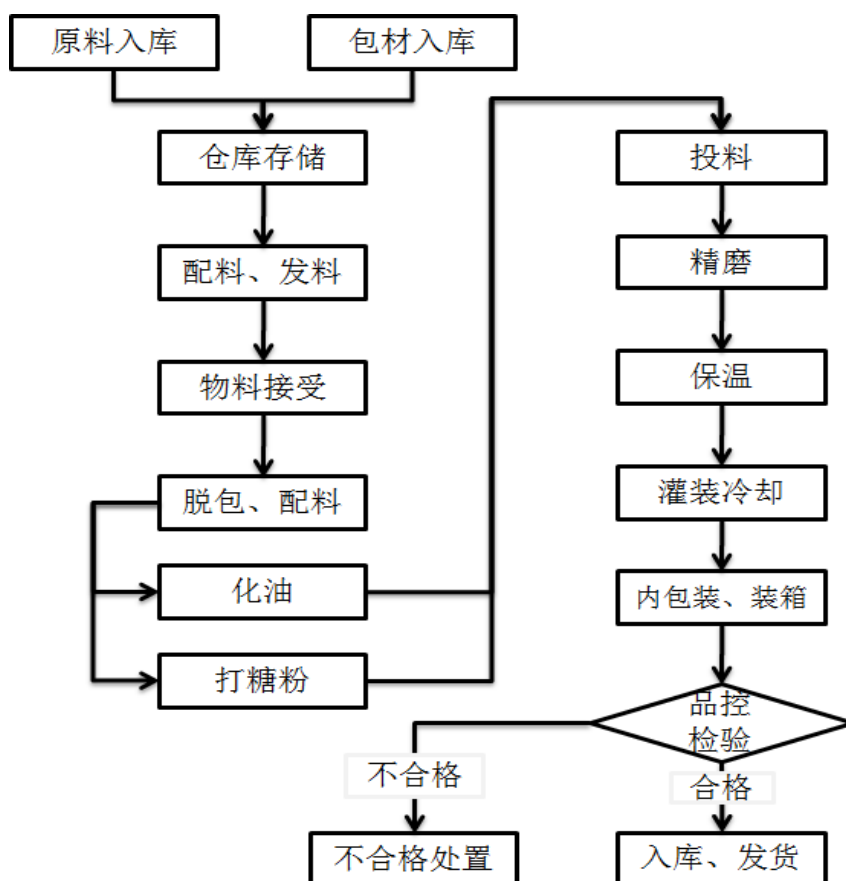 原料入库
包材入库
仓库存储
配料、发料
物料接受
脱包、配料
化油
打糖粉
投料
精磨
保温
灌装冷却
内包装、装箱
品控
检验
不合格
合格
不合格处置
入库、发货